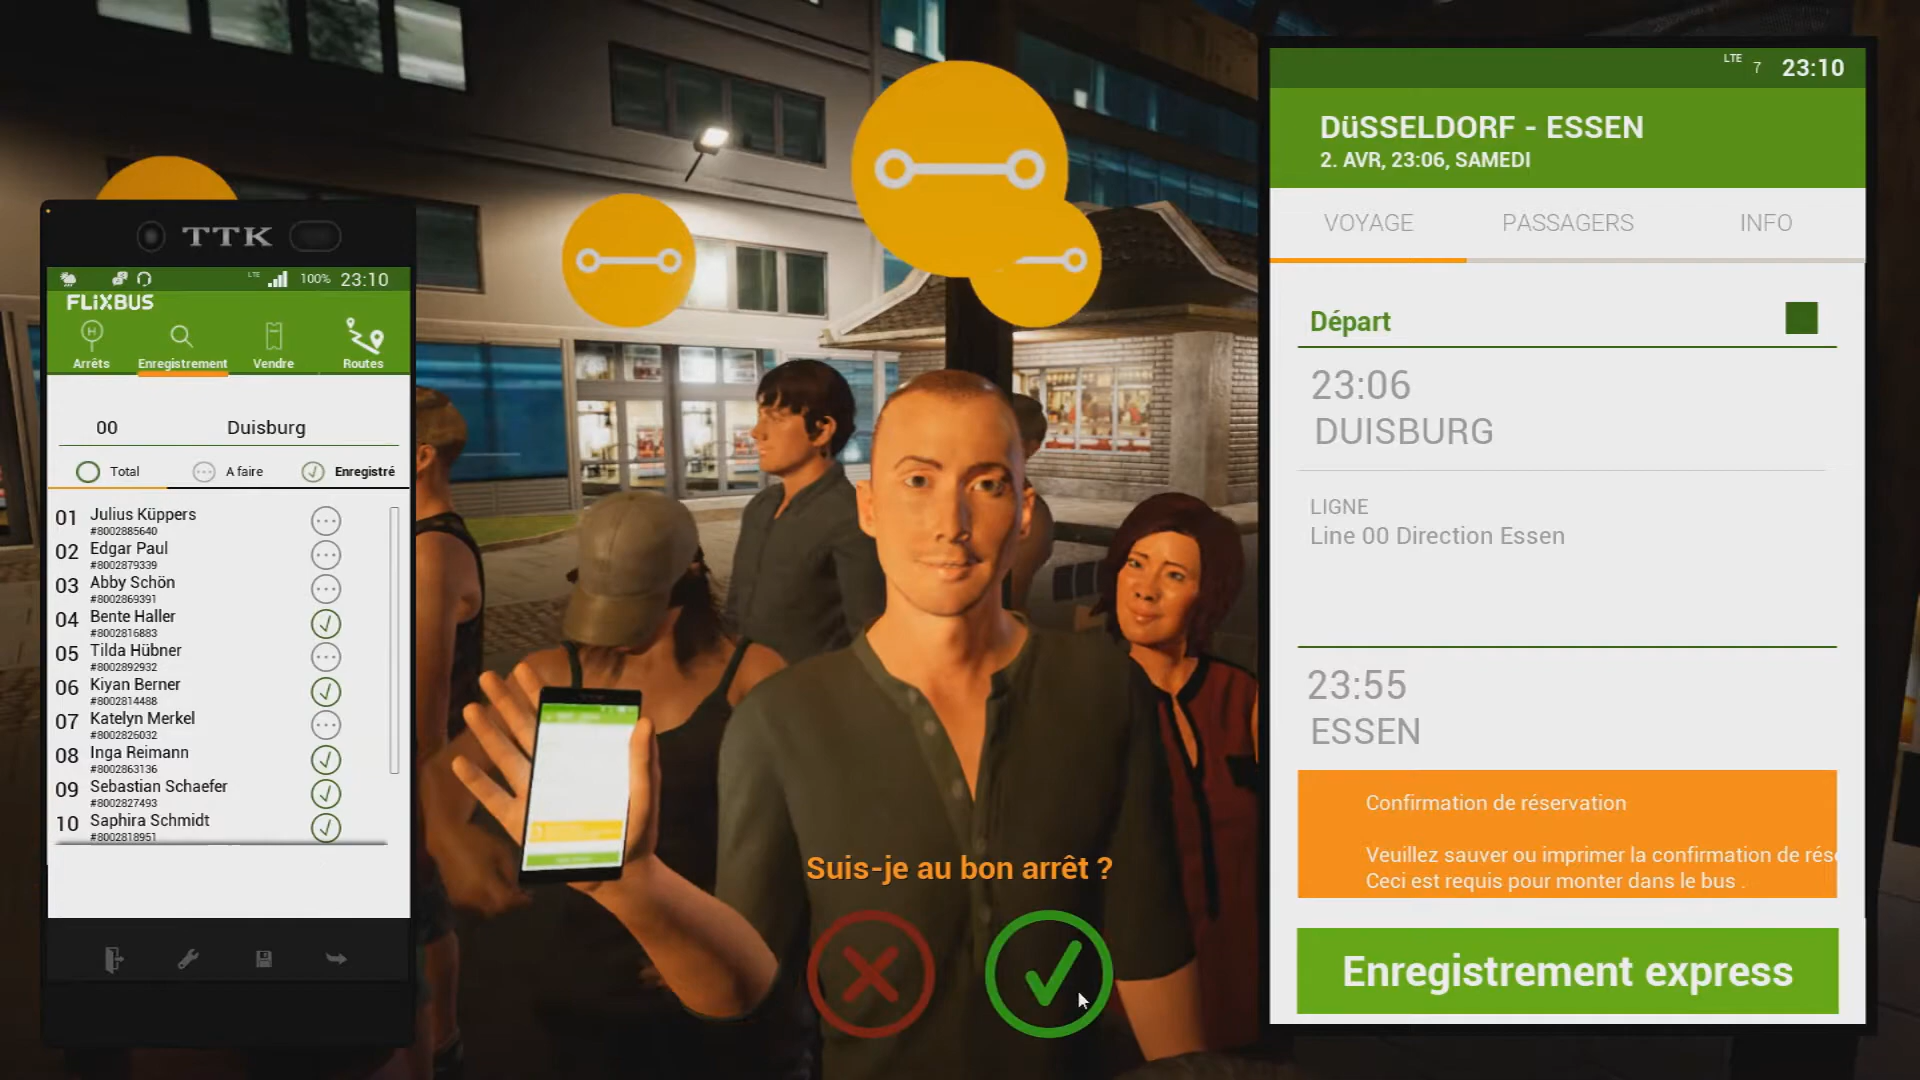 TTK
LTE 100% 23:10
FLiXBUS
Arrêts Enregistrement Vendre Routes
00 Duisburg
Total A faire Enregistré
01 Julius Küppers
#8002885640
02 Edgar Paul
#8002879339
03 Abby Schön
#8002869391
04 Bente Haller
#8002816883
05 Tilda Hübner
#8002892932
06 Kiyan Berner
#8002814488
07 Katelyn Merkel
#8002826032
08 Inga Reimann
#8002863136
09 Sebastian Schaefer
#8002827493
10 Saphira Schmidt
#8002818951
Suis-je au bon arrêt ?
LTE 7 23:10
DüSSELDORF - ESSEN
2. AVR, 23:06, SAMEDI
VOYAGE PASSAGERS INFO
Départ
23:06
DUISBURG
LIGNE
Line 00 Direction Essen
23:55
ESSEN
Confirmation de réservation
Veuillez sauver ou imprimer la confirmation de rése
Ceci est requis pour monter dans le bus .
Enregistrement express